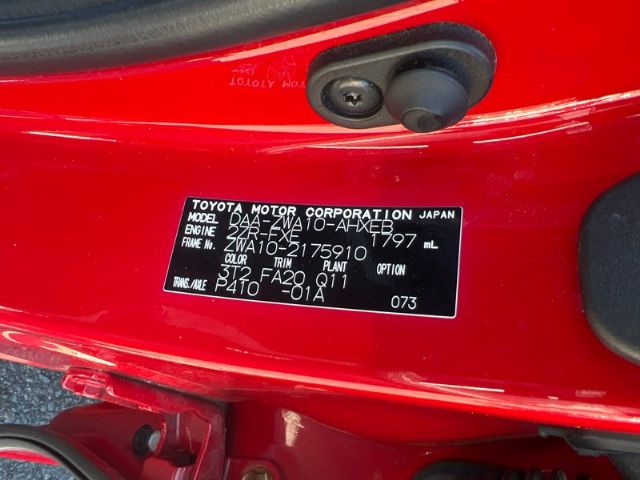 TOYOTA MOTOR CORPORATION JAPAN
MODEL DAA-ZWA10-AHXEB
ENGINE 2ZR-FXE 1797 mL
FRAME No. ZWA10-2175910
COLOR TRIM PLANT OPTION
3T2 FA20 Q11
TRANS./AXLE P410 -01A 073